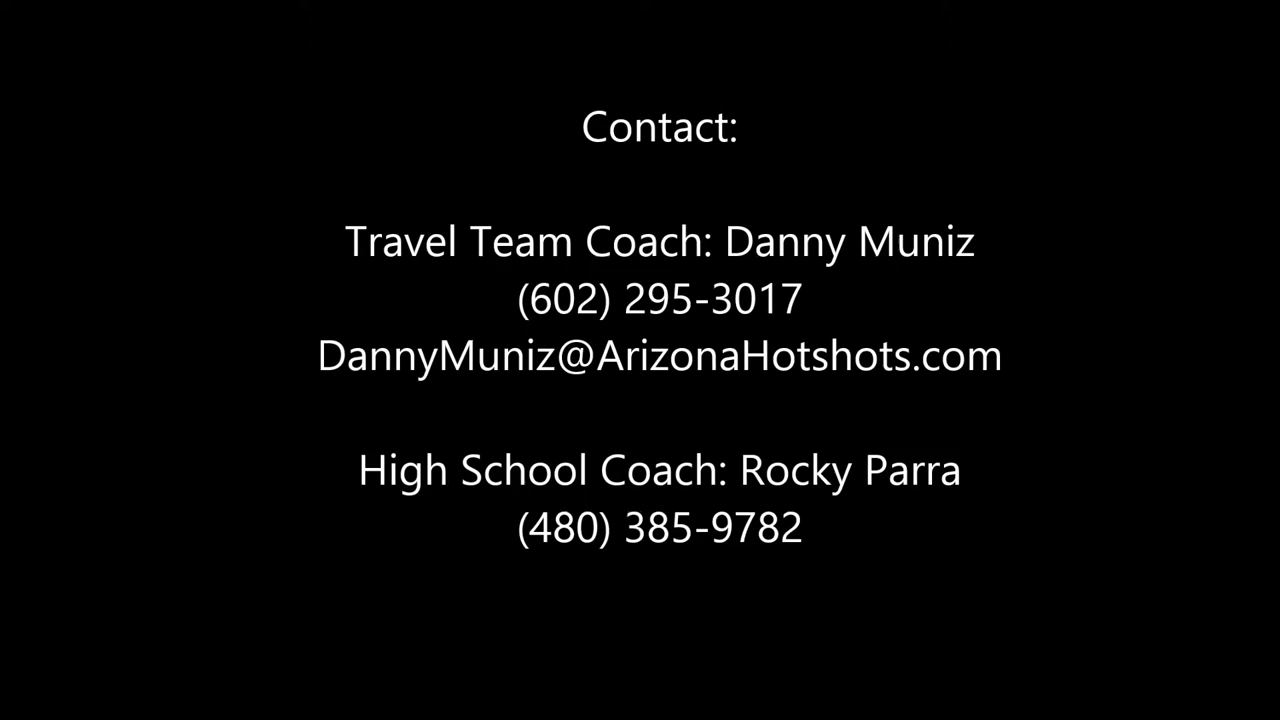 Contact:
Travel Team Coach: Danny Muniz
(602) 295-3017
DannyMuniz@ArizonaHotshots.com
High School Coach: Rocky Parra
(480) 385-9782